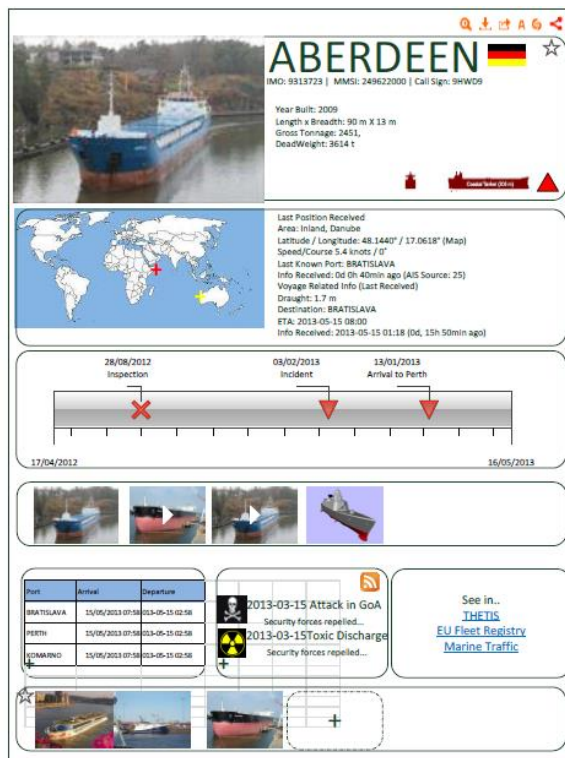 ABERDEEN
IMO: 9313723 | MMSI: 249622000 | Call Sign: 9HWD9
Year Built: 2009
Length x Breadth: 90 m X 13 m
Gross Tonnage: 2451,
DeadWeight: 3614 t
Coastal Tanker (205 m)
Last Position Received
Area: Inland, Danube
Latitude / Longitude: 48.1440° / 17.0618° (Map)
Speed/Course 5.4 knots / 0°
Last Known Port: BRATISLAVA
Info Received: 0d 0h 40min ago (AIS Source: 25)
Voyage Related Info (Last Received)
Draught: 1.7 m
Destination: BRATISLAVA
ETA: 2013-05-15 08:00
Info Received: 2013-05-15 01:18 (0d, 15h 50min ago)
28/08/2012 03/02/2013 13/01/2013
Inspection Incident Arrival to Perth
17/04/2012 16/05/2013
Port Arrival Departure
BRATISLAVA 15/05/2013 07:58 013-05-15 02:58
PERTH 15/05/2013 07:58 013-05-15 02:58
KOMARNO 15/05/2013 07:58 013-05-15 02:58
2013-03-15 Attack in GoA
Security forces repelled...
2013-03-15Toxic Discharge
Security forces repelled...
See in..
THETIS
EU Fleet Registry
Marine Traffic